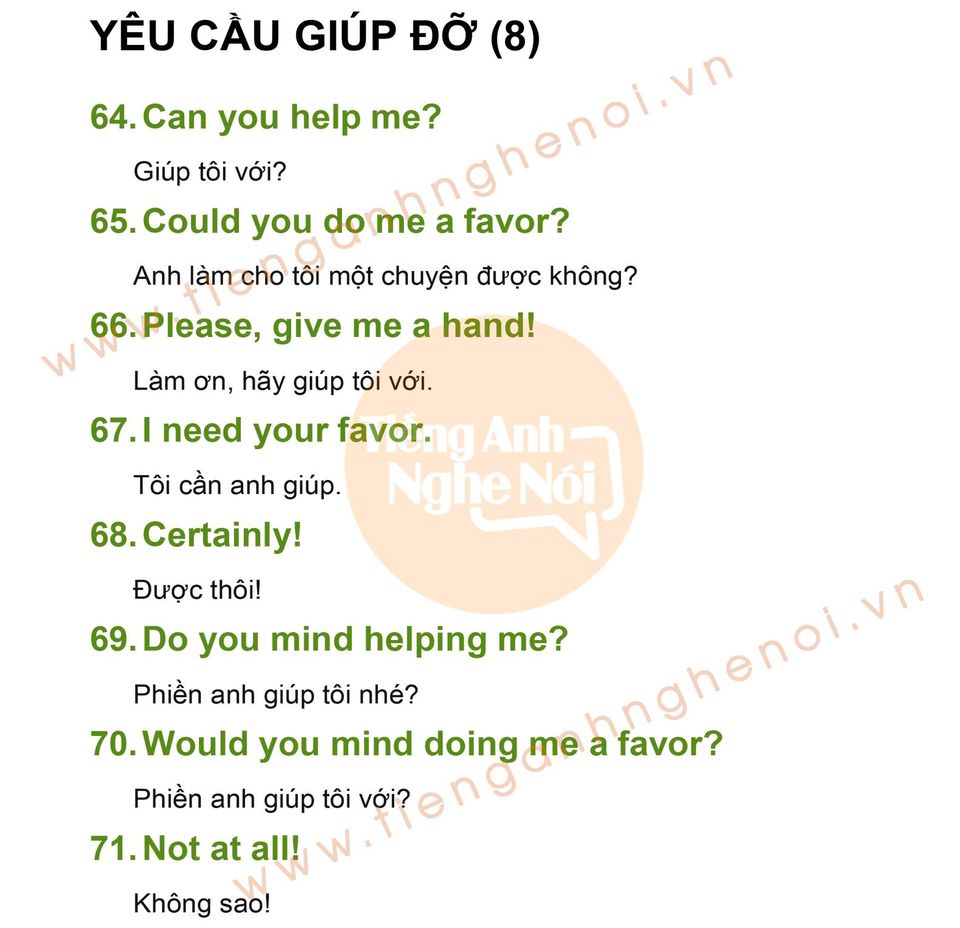 YÊU CẦU GIÚP ĐỠ (8)
64. Can you help me?
Giúp tôi với?
65. Could you do me a favor?
Anh làm cho tôi một chuyện được không?
66. Please, give me a hand!
Làm ơn, hãy giúp tôi với.
67. I need your favor.
Tôi cần anh giúp.
68. Certainly!
Được thôi!
69. Do you mind helping me?
Phiền anh giúp tôi nhé?
70. Would you mind doing me a favor?
Phiền anh giúp tôi với?
71. Not at all!
Không sao!
www.tienganhnghenoi.vn
Tiếng Anh
Nghe Nói
www.tienganhnghenoi.vn